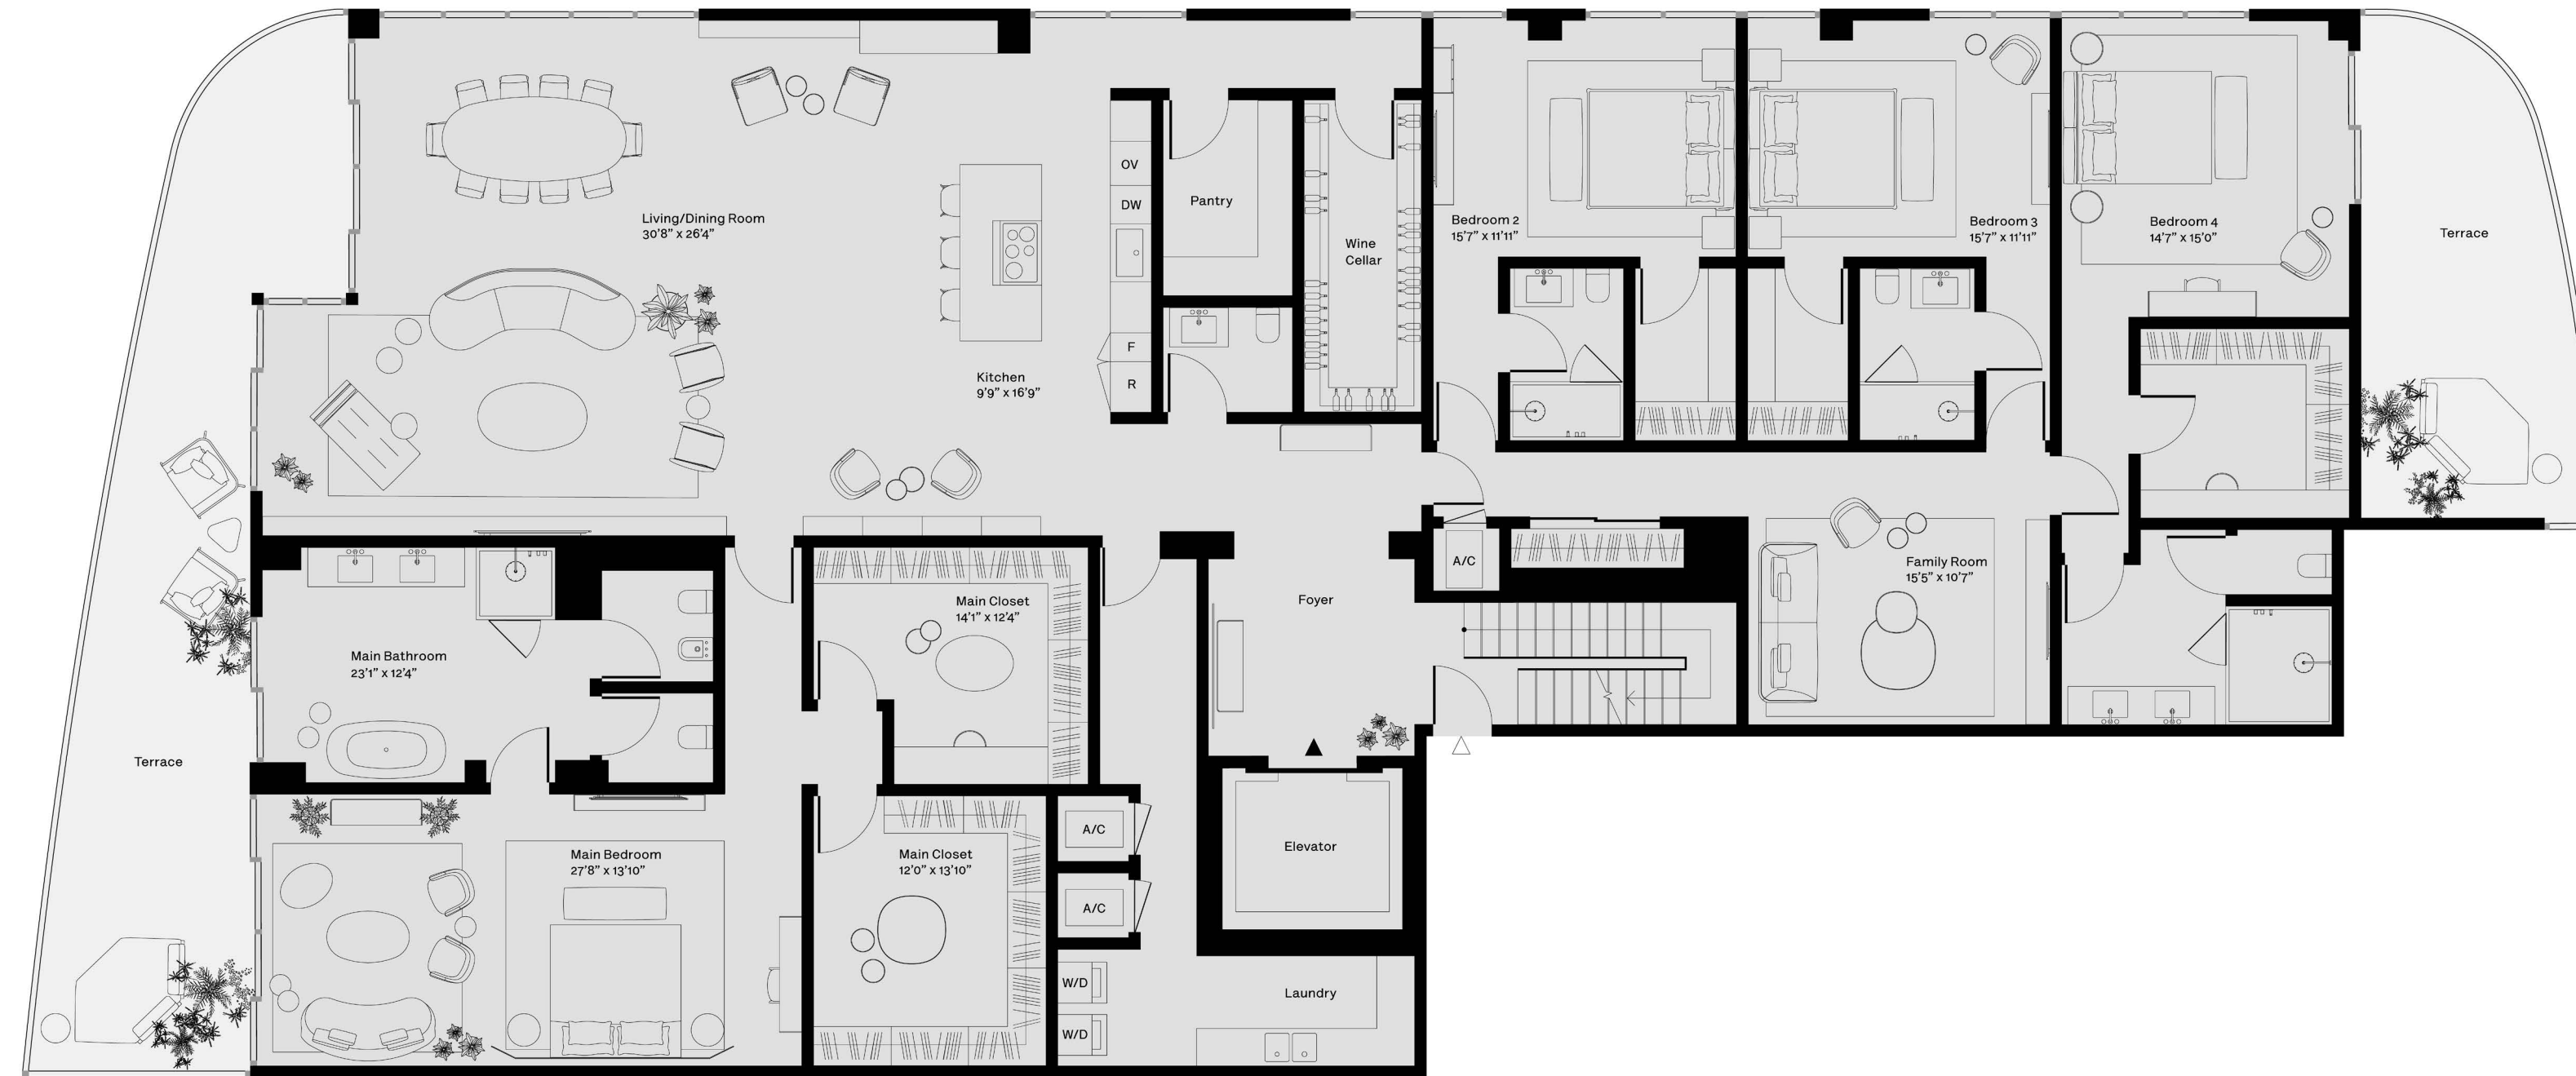 Living/Dining Room
30'8" x 26'4"
Kitchen
9'9" x 16'9"
OV
DW
F
R
Pantry
Wine
Cellar
Bedroom 2
15'7" x 11'11"
Bedroom 3
15'7" x 11'11"
Bedroom 4
14'7" x 15'0"
Terrace
A/C
Family Room
15'5" x 10'7"
Foyer
Main Closet
14'1" x 12'4"
Main Bathroom
23'1" x 12'4"
Terrace
Main Bedroom
27'8" x 13'10"
Main Closet
12'0" x 13'10"
A/C
A/C
Elevator
W/D
W/D
Laundry